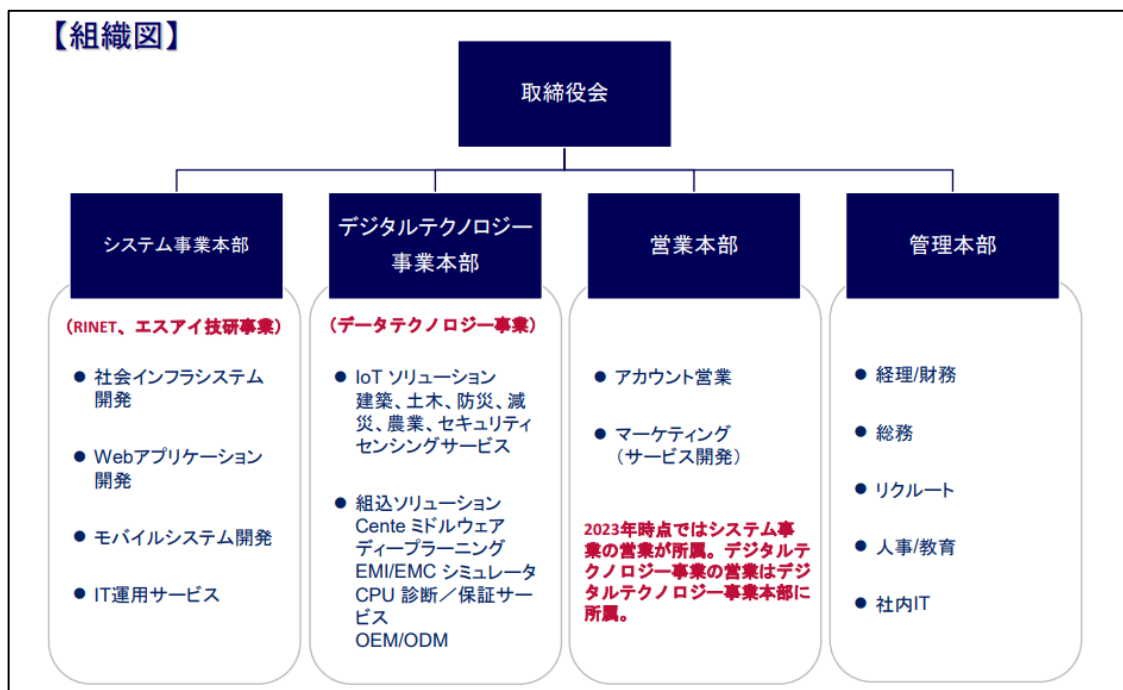 【組織図】
取締役会
システム事業本部
デジタルテクノロジー
事業本部
営業本部
管理本部
（RINET、エスアイ技研事業）
● 社会インフラシステム
開発
● Webアプリケーション
開発
● モバイルシステム開発
● IT運用サービス
（データテクノロジー事業）
● IoT ソリューション
建築、土木、防災、減
災、農業、セキュリティ
センシングサービス
● 組込ソリューション
Cente ミドルウェア
ディープラーニング
EMI/EMC シミュレータ
CPU 診断／保証サー
ビス
OEM/ODM
● アカウント営業
● マーケティング
（サービス開発）
2023年時点ではシステム事
業の営業が所属。デジタルテ
クノロジー事業の営業はデジ
タルテクノロジー事業本部に
所属。
● 経理/財務
● 総務
● リクルート
● 人事/教育
● 社内IT